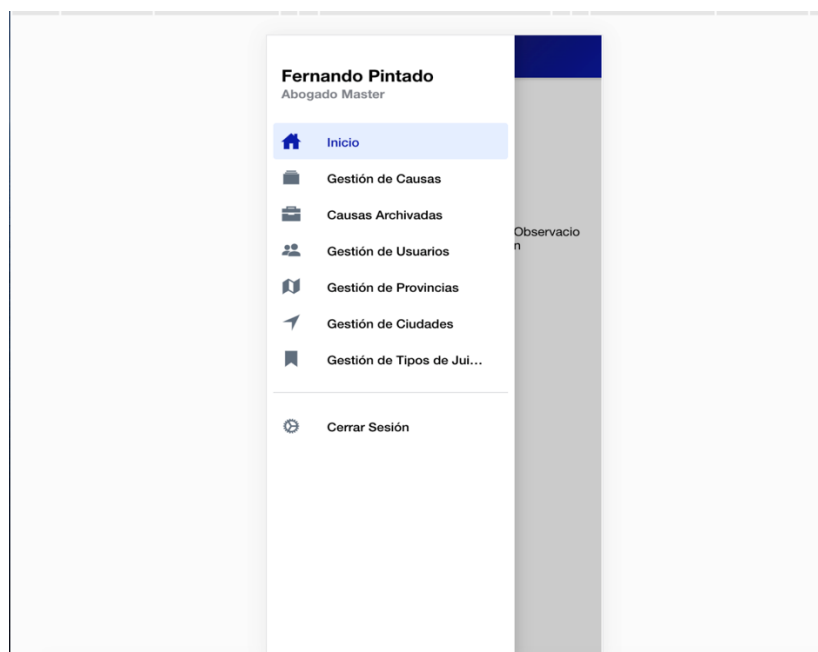 Fernando Pintado
Abogado Master
Inicio
Gestión de Causas
Causas Archivadas
Gestión de Usuarios
Gestión de Provincias
Gestión de Ciudades
Gestión de Tipos de Jui...
Cerrar Sesión
Observacio
n